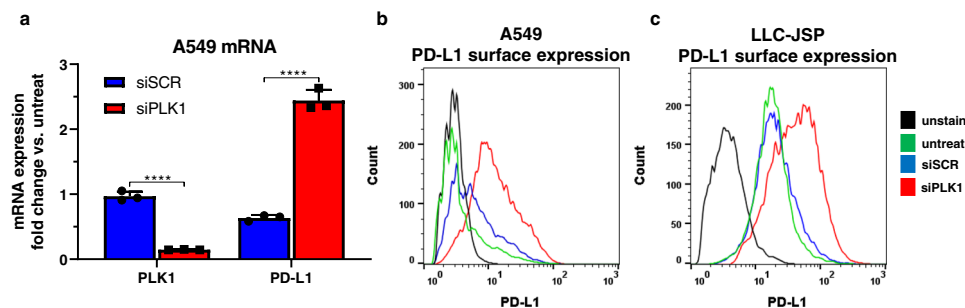 a
A549 mRNA
mRNA expression
fold change vs. untreat
3
2
1
0
siSCR
siPLK1
****
****
PLK1
PD-L1
b
A549
PD-L1 surface expression
Count
300
200
100
0
10^0
10^1
10^2
10^3
PD-L1
c
LLC-JSP
PD-L1 surface expression
Count
200
150
100
50
0
10^0
10^1
10^2
10^3
PD-L1
unstain
untreat
siSCR
siPLK1